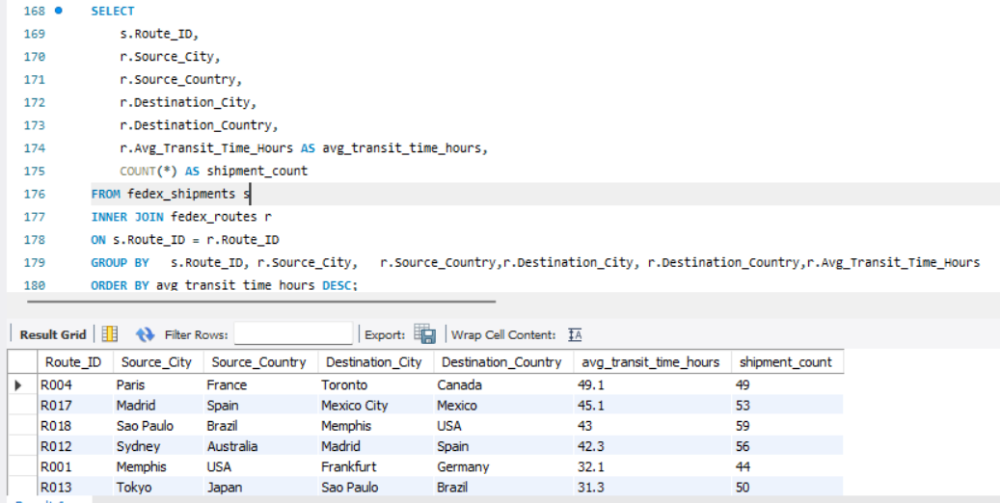 168 SELECT
169 s.Route_ID,
170 r.Source_City,
171 r.Source_Country,
172 r.Destination_City,
173 r.Destination_Country,
174 r.Avg_Transit_Time_Hours AS avg_transit_time_hours,
175 COUNT(*) AS shipment_count
176 FROM fedex_shipments s
177 INNER JOIN fedex_routes r
178 ON s.Route_ID = r.Route_ID
179 GROUP BY s.Route_ID, r.Source_City, r.Source_Country,r.Destination_City, r.Destination_Country,r.Avg_Transit_Time_Hours
180 ORDER BY avg_transit_time_hours DESC;
Result Grid Filter Rows: Export: Wrap Cell Content:
Route_ID Source_City Source_Country Destination_City Destination_Country avg_transit_time_hours shipment_count
R004 Paris France Toronto Canada 49.1 49
R017 Madrid Spain Mexico City Mexico 45.1 53
R018 Sao Paulo Brazil Memphis USA 43 59
R012 Sydney Australia Madrid Spain 42.3 56
R001 Memphis USA Frankfurt Germany 32.1 44
R013 Tokyo Japan Sao Paulo Brazil 31.3 50